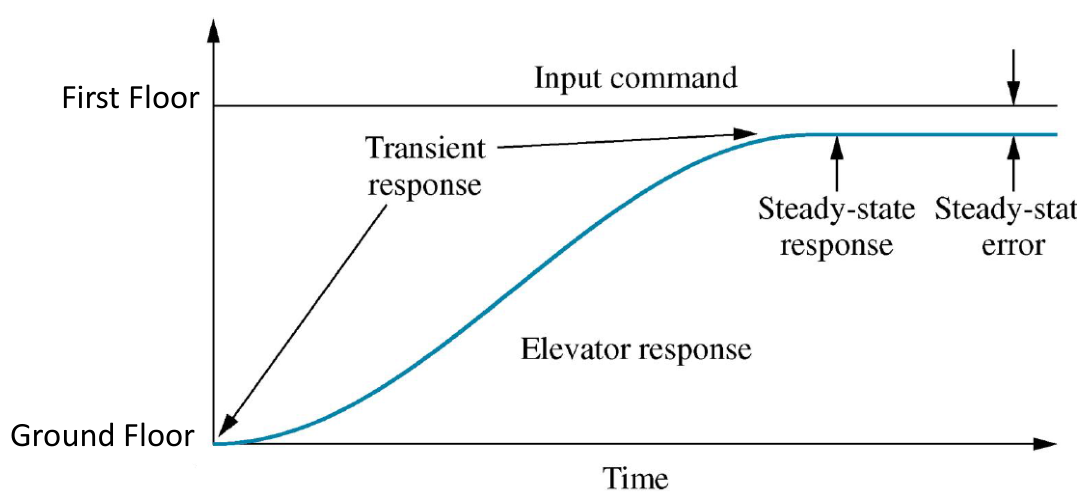 Input command
First Floor
Transient
response
Steady-state
response
Steady-stat
error
Elevator response
Ground Floor
Time